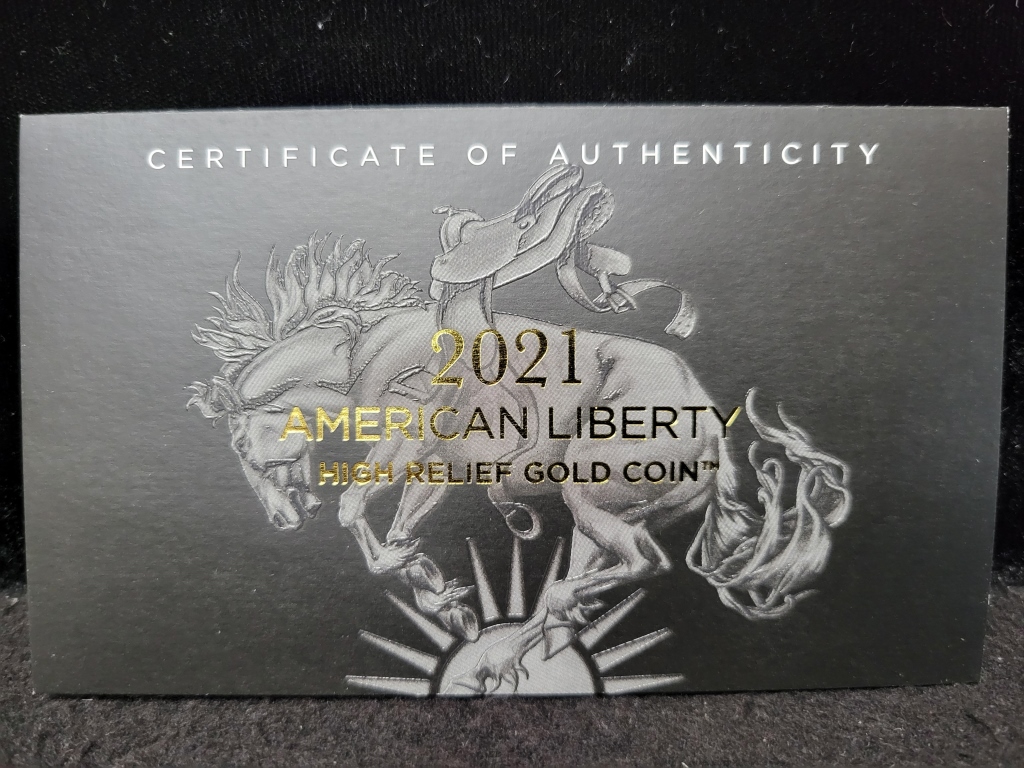 CERTIFICATE OF AUTHENTICITY
2021
AMERICAN LIBERTY
HIGH RELIEF GOLD COIN™